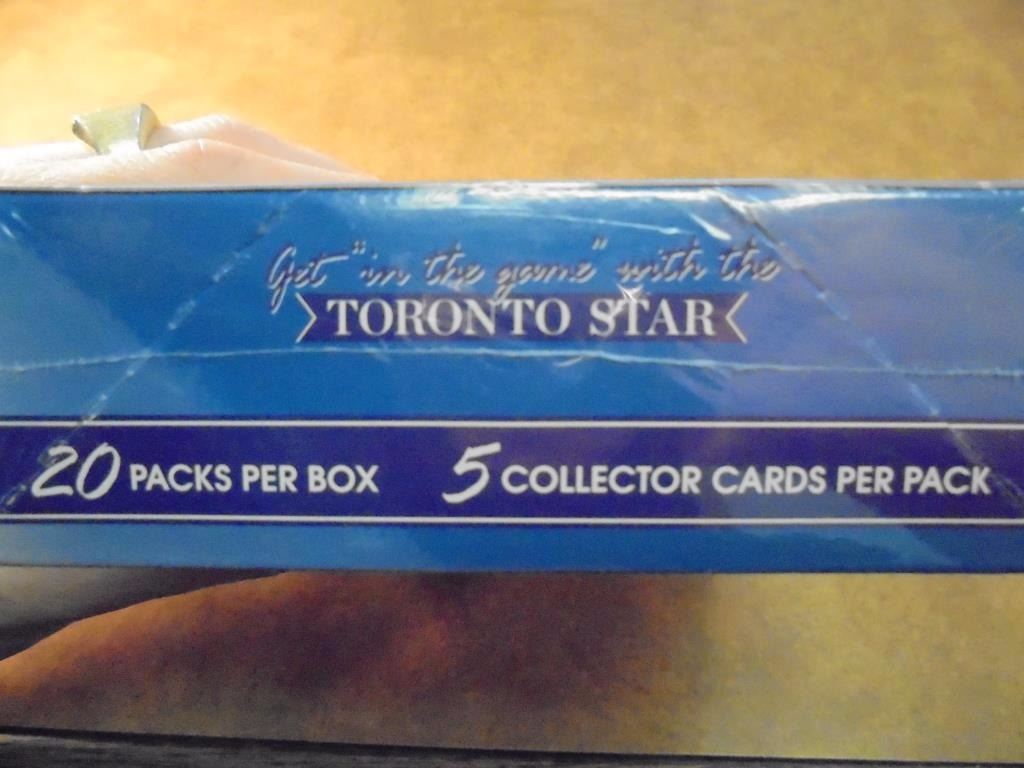 Get "in the game" with the
TORONTO STAR
20 PACKS PER BOX 5 COLLECTOR CARDS PER PACK